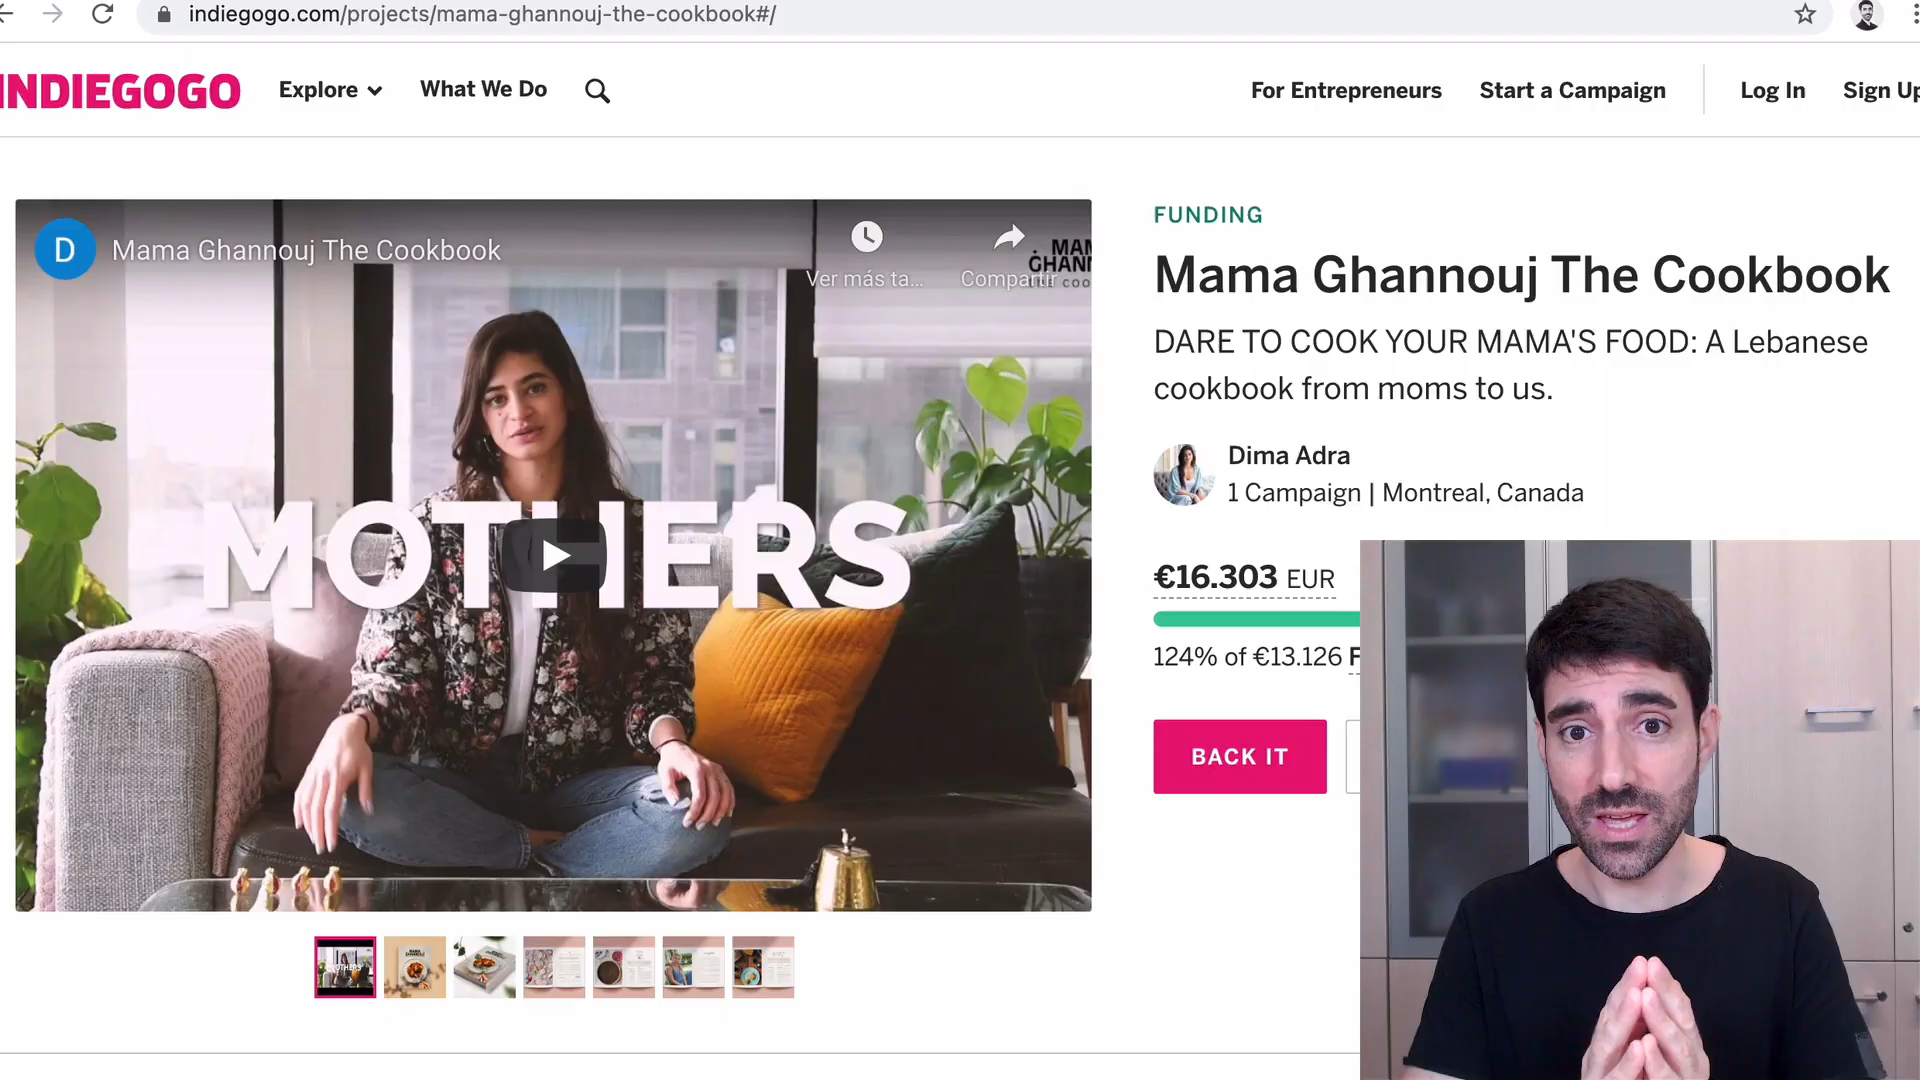 indiegogo.com/projects/mama-ghannouj-the-cookbook#/
INDIEGOGO
Explore
What We Do
For Entrepreneurs
Start a Campaign
Log In
Sign Up
D
Mama Ghannouj The Cookbook
Ver más ta...
Compartir
MOTHERS
FUNDING
Mama Ghannouj The Cookbook
DARE TO COOK YOUR MAMA'S FOOD: A Lebanese
cookbook from moms to us.
Dima Adra
1 Campaign | Montreal, Canada
€16.303 EUR
124% of €13.126 F
BACK IT